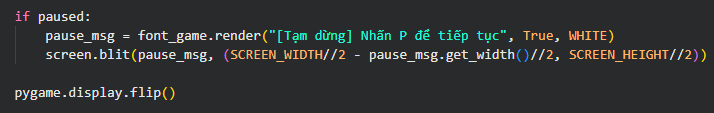 if paused:
    pause_msg = font_game.render("[Tạm dừng] Nhấn P để tiếp tục", True, WHITE)
    screen.blit(pause_msg, (SCREEN_WIDTH//2 - pause_msg.get_width()//2, SCREEN_HEIGHT//2))
pygame.display.flip()